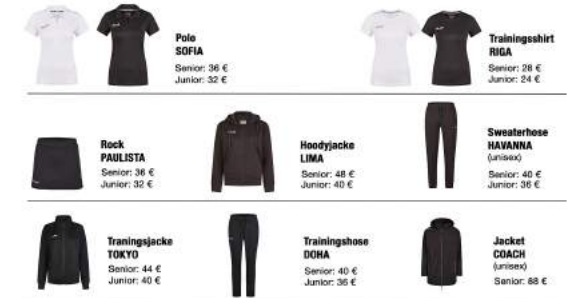 Polo
SOFIA
Senior: 36 €
Junior: 32 €
Trainingsshirt
RIGA
Senior: 28 €
Junior: 24 €
Rock
PAULISTA
Senior: 36 €
Junior: 32 €
Hoodyjacke
LIMA
Senior: 48 €
Junior: 40 €
Sweaterhose
HAVANNA
(unisex)
Senior: 40 €
Junior: 36 €
Traningsjacke
TOKYO
Senior: 44 €
Junior: 40 €
Trainingshose
DOHA
Senior: 40 €
Junior: 36 €
Jacket
COACH
(unisex)
Senior: 88 €